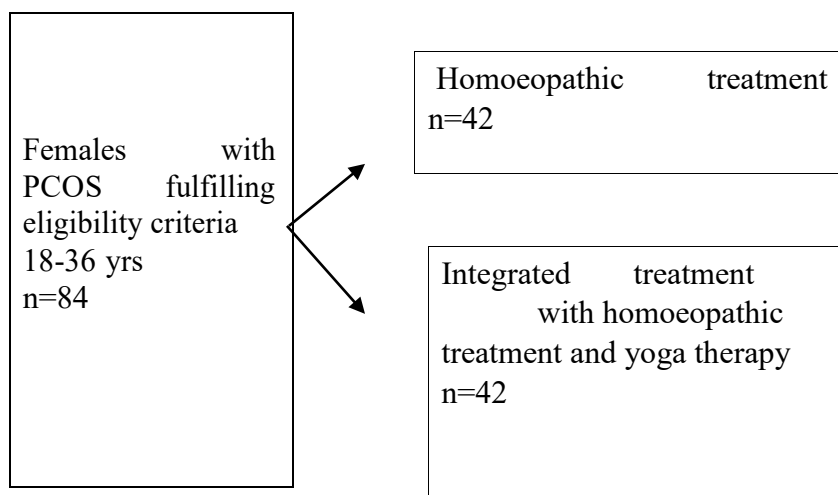 Females with
PCOS fulfilling
eligibility criteria
18-36 yrs
n=84
Homoeopathic treatment
n=42
Integrated treatment
with homoeopathic
treatment and yoga therapy
n=42